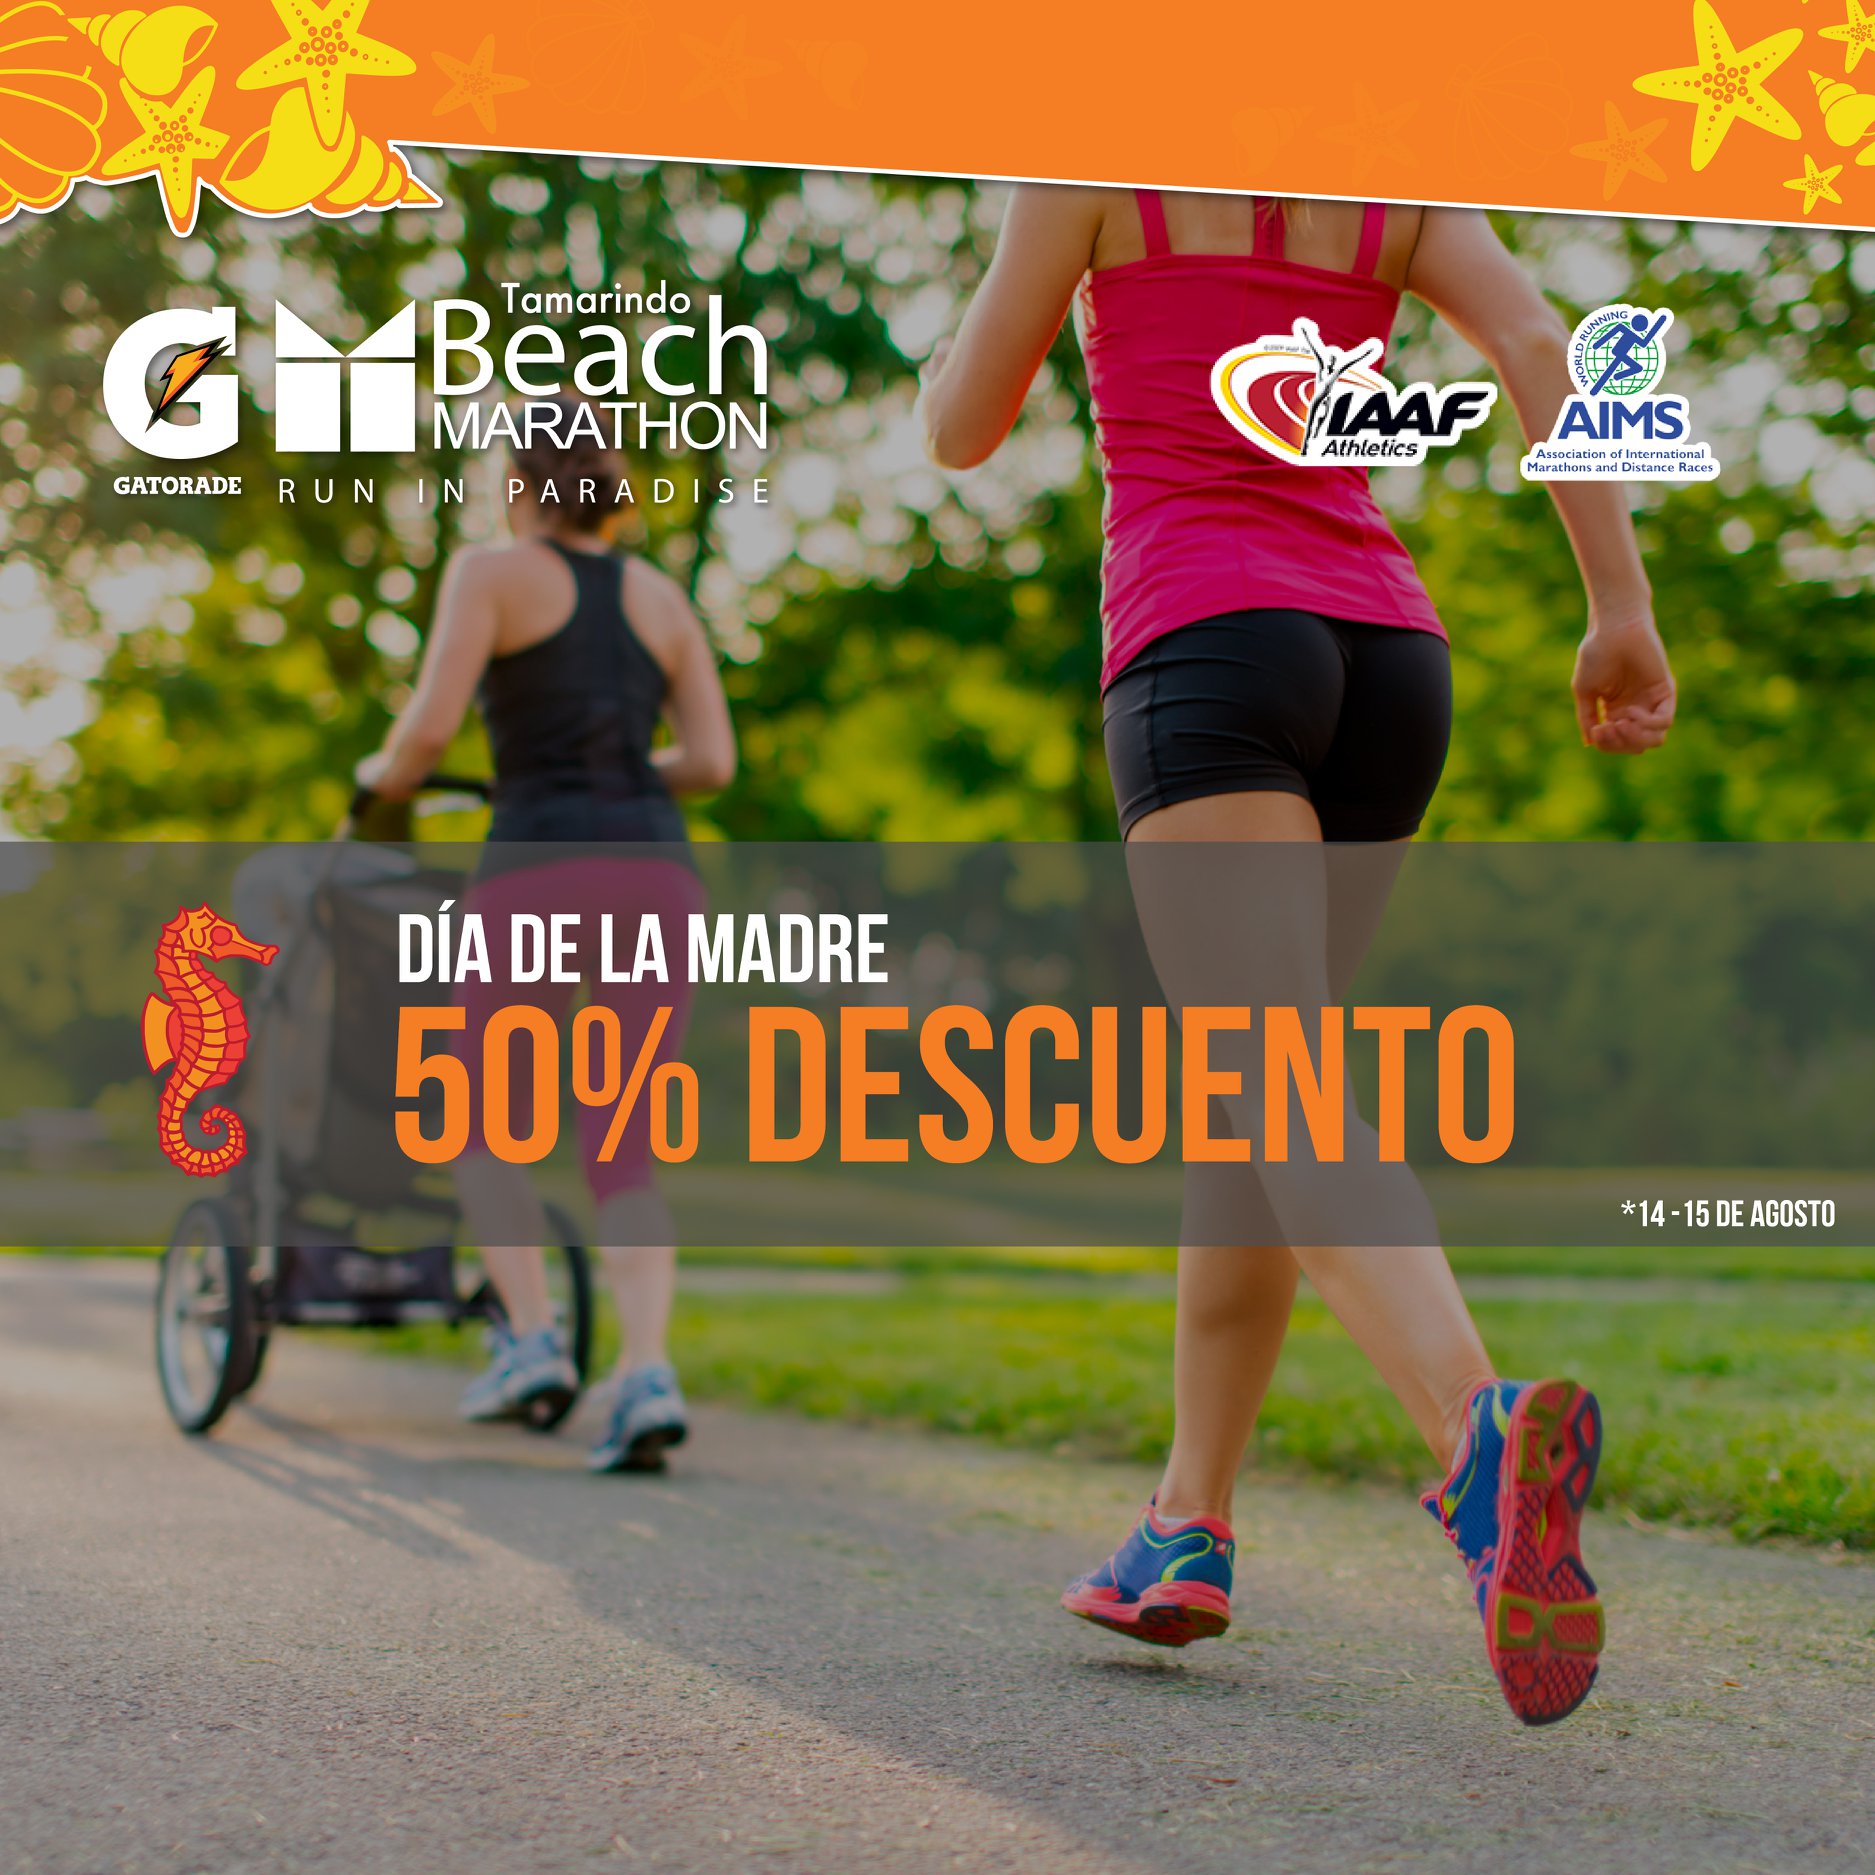 Tamarindo
Beach
MARATHON
GATORADE
RUN IN PARADISE
IAAF
Athletics
WORLD RUNNING
AIMS
Association of International
Marathons and Distance Races
DÍA DE LA MADRE
50% DESCUENTO
*14 - 15 DE AGOSTO